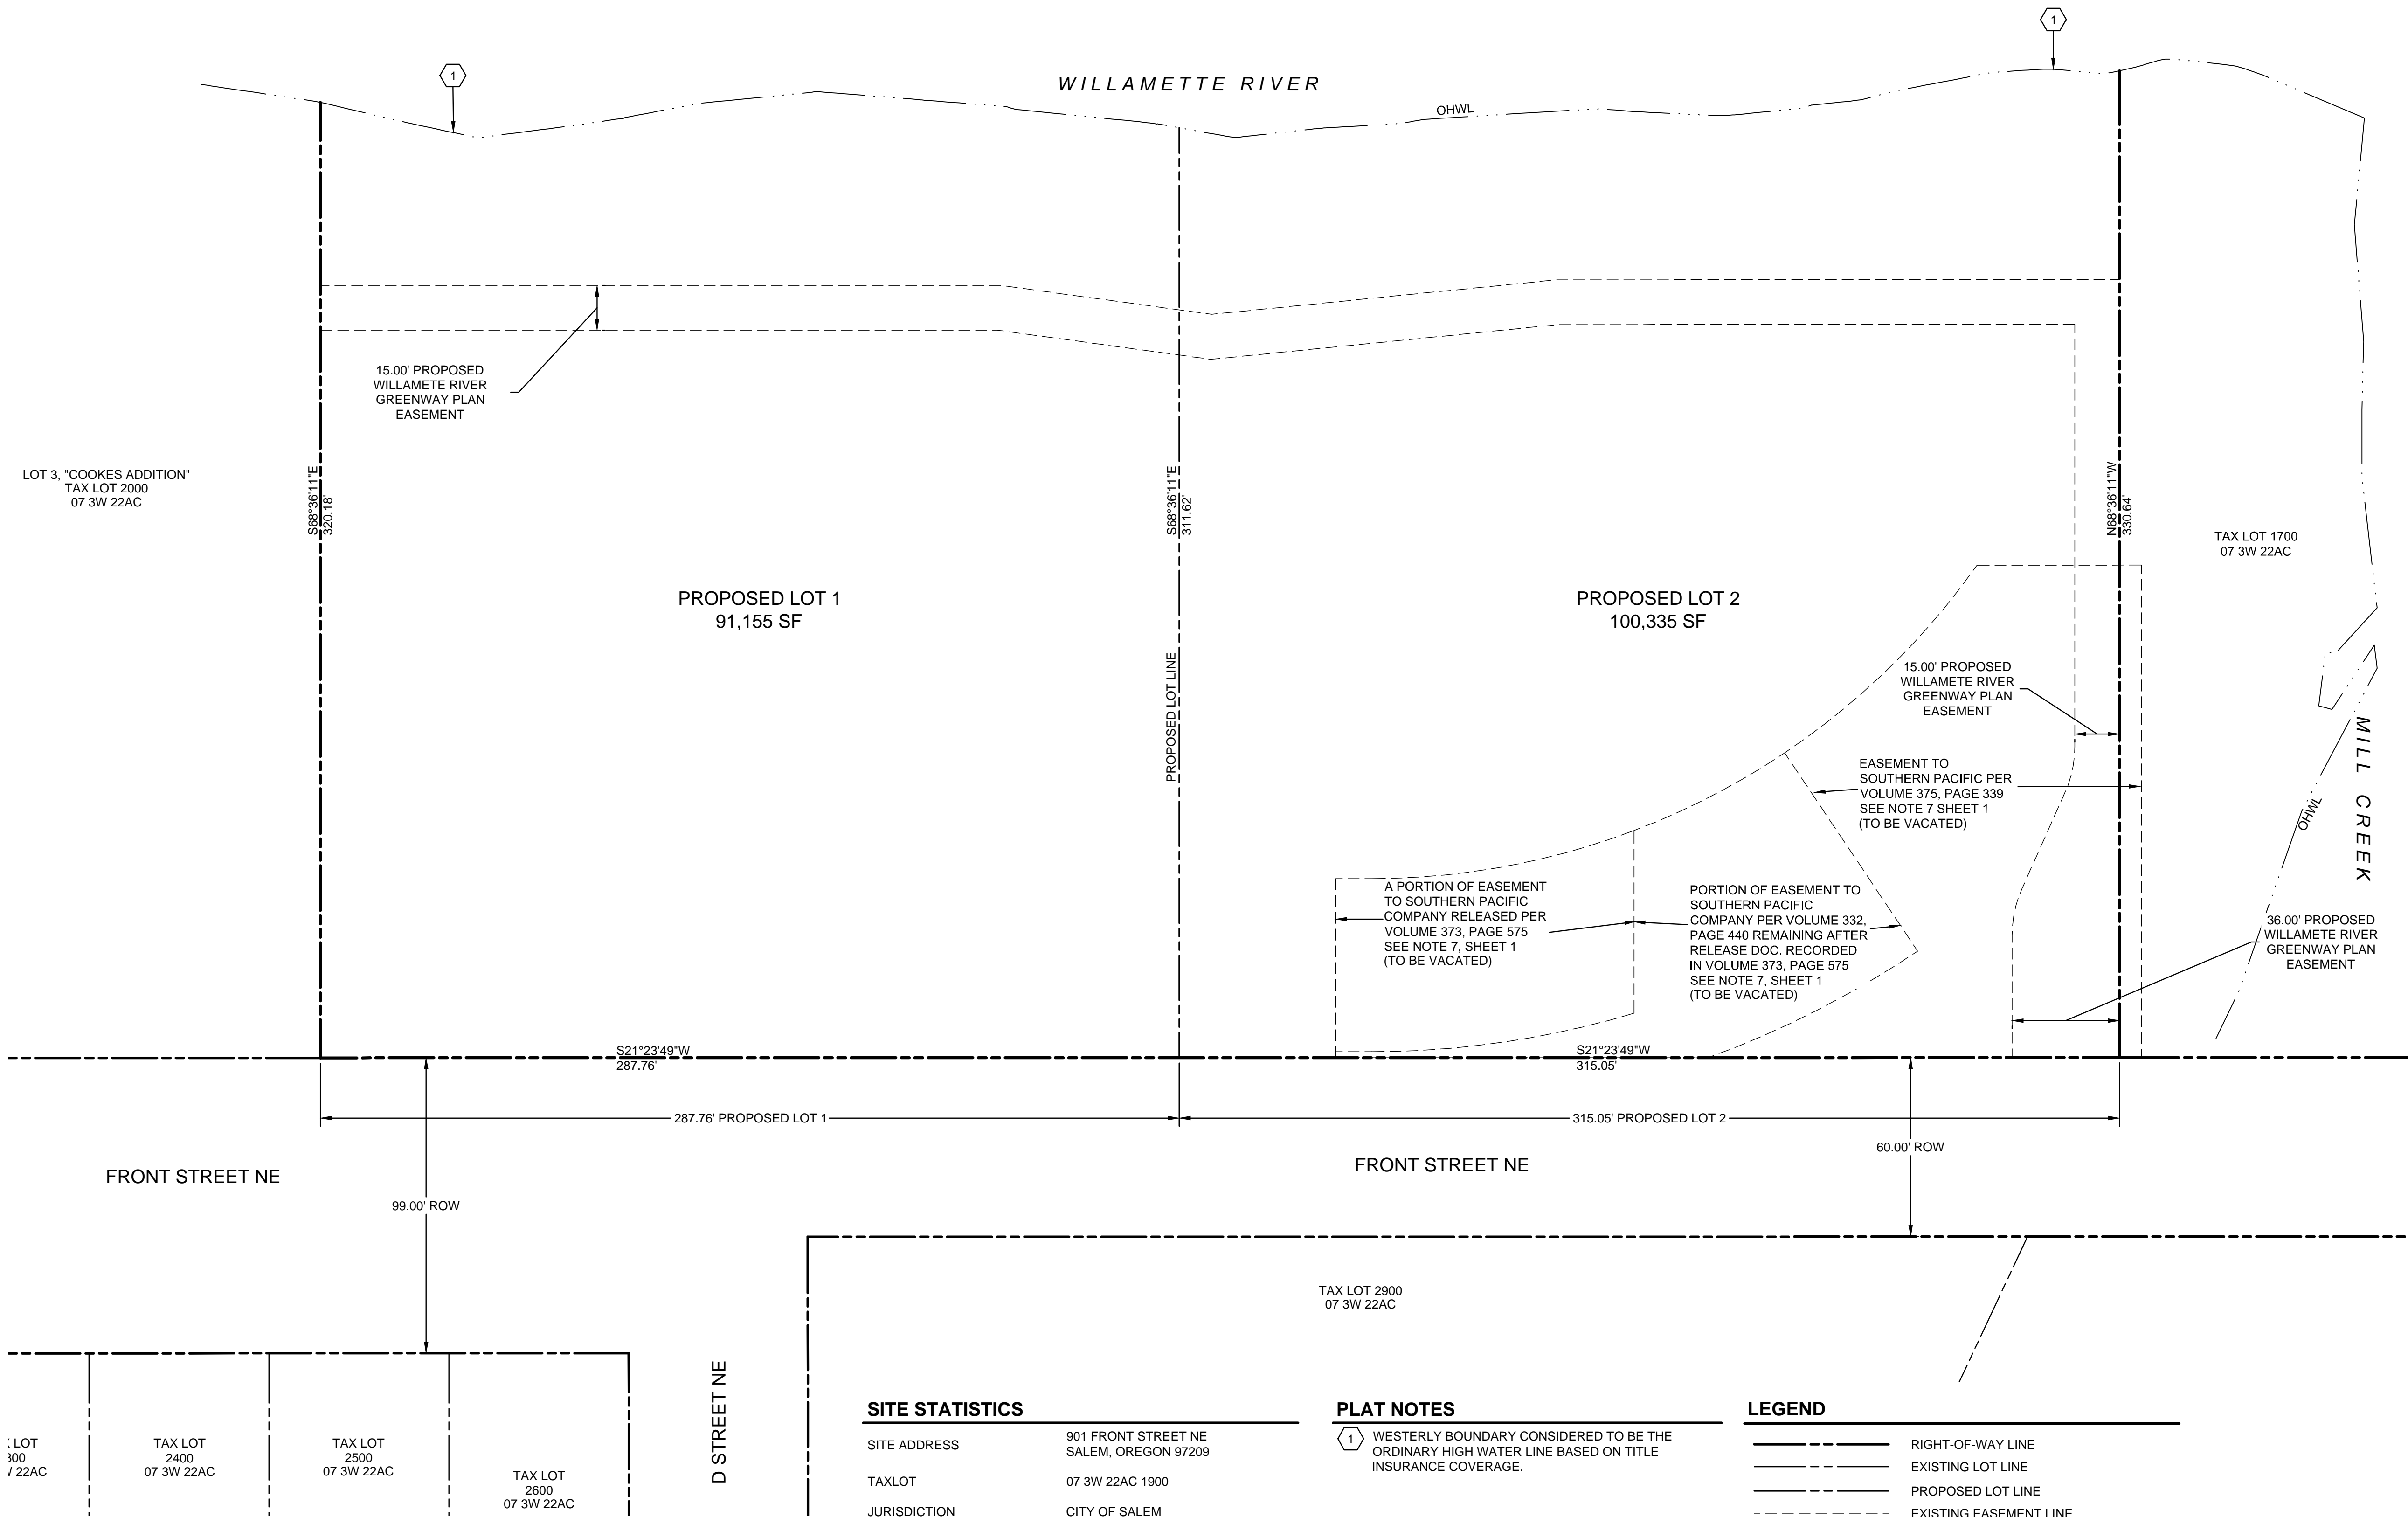 1
1
WILLAMETTE RIVER
OHWL
15.00' PROPOSED
WILLAMETE RIVER
GREENWAY PLAN
EASEMENT
LOT 3, "COOKES ADDITION"
TAX LOT 2000
07 3W 22AC
S68°36'11"E
320.18'
S68°36'11"E
311.62'
N68°36'11"W
330.64'
TAX LOT 1700
07 3W 22AC
PROPOSED LOT 1
91,155 SF
PROPOSED LOT 2
100,335 SF
PROPOSED LOT LINE
15.00' PROPOSED
WILLAMETE RIVER
GREENWAY PLAN
EASEMENT
MILL CREEK
OHWL
EASEMENT TO
SOUTHERN PACIFIC PER
VOLUME 375, PAGE 339
SEE NOTE 7 SHEET 1
(TO BE VACATED)
A PORTION OF EASEMENT
TO SOUTHERN PACIFIC
COMPANY RELEASED PER
VOLUME 373, PAGE 575
SEE NOTE 7, SHEET 1
(TO BE VACATED)
PORTION OF EASEMENT TO
SOUTHERN PACIFIC
COMPANY PER VOLUME 332,
PAGE 440 REMAINING AFTER
RELEASE DOC. RECORDED
IN VOLUME 373, PAGE 575
SEE NOTE 7, SHEET 1
(TO BE VACATED)
36.00' PROPOSED
WILLAMETE RIVER
GREENWAY PLAN
EASEMENT
S21°23'49"W
287.76'
S21°23'49"W
315.05'
287.76' PROPOSED LOT 1
315.05' PROPOSED LOT 2
FRONT STREET NE
FRONT STREET NE
60.00' ROW
99.00' ROW
TAX LOT 2900
07 3W 22AC
D STREET NE
LOT
00
22AC
TAX LOT
2400
07 3W 22AC
TAX LOT
2500
07 3W 22AC
TAX LOT
2600
07 3W 22AC
SITE STATISTICS
SITE ADDRESS
901 FRONT STREET NE
SALEM, OREGON 97209
TAXLOT
07 3W 22AC 1900
JURISDICTION
CITY OF SALEM
PLAT NOTES
1
WESTERLY BOUNDARY CONSIDERED TO BE THE
ORDINARY HIGH WATER LINE BASED ON TITLE
INSURANCE COVERAGE.
LEGEND
RIGHT-OF-WAY LINE
EXISTING LOT LINE
PROPOSED LOT LINE
EXISTING EASEMENT LINE